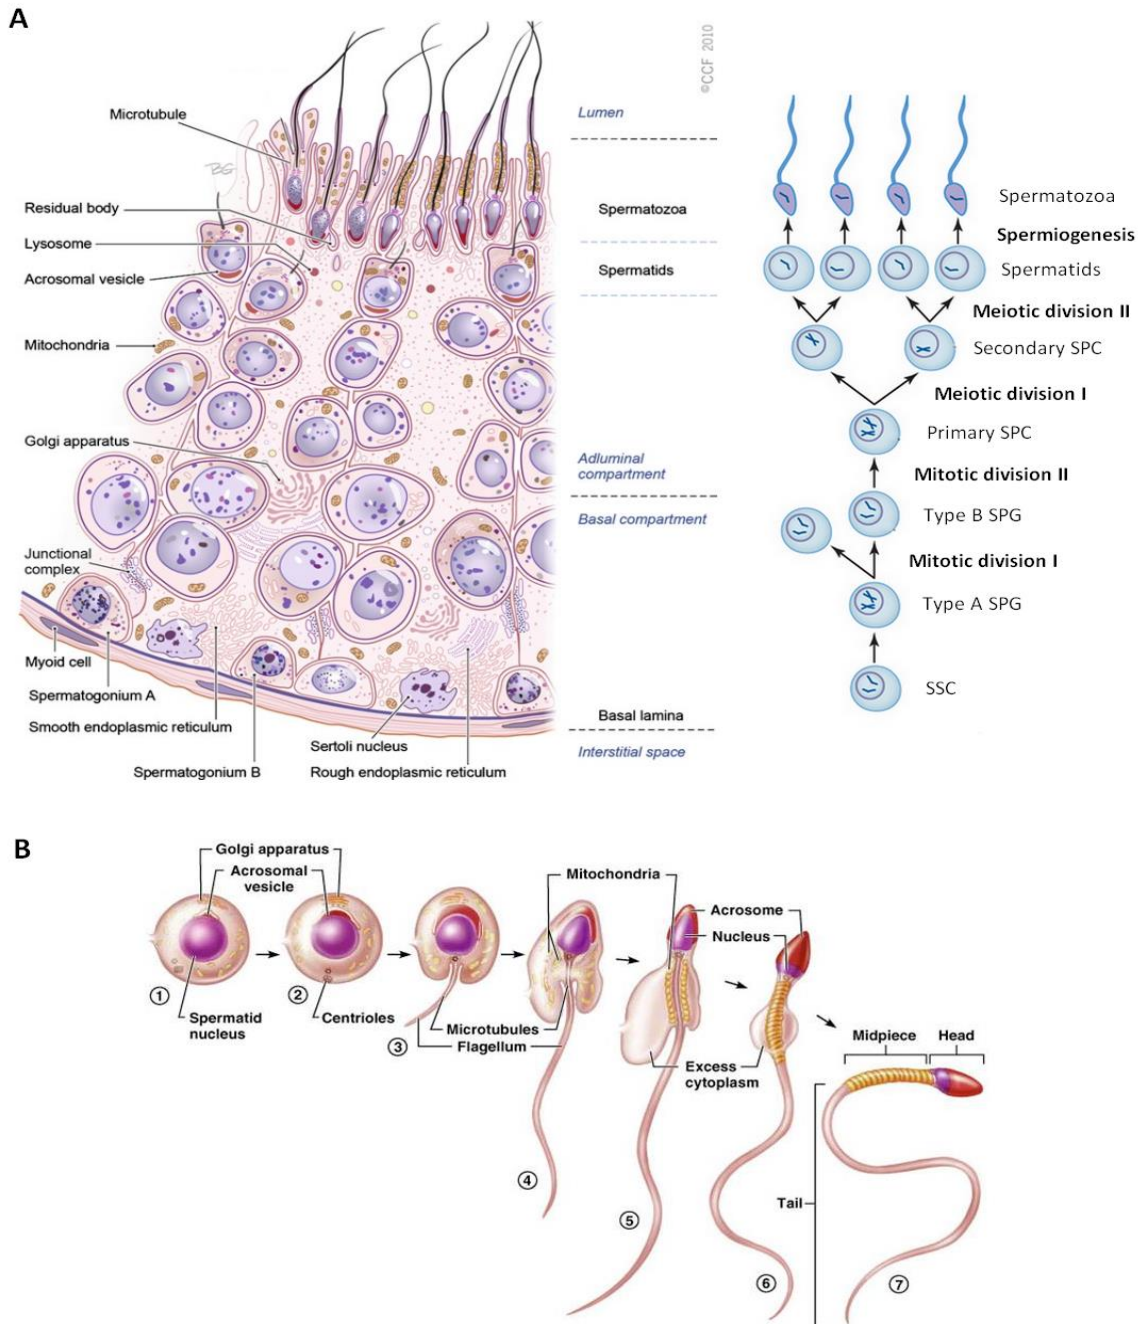 A
©CCF 2010
Microtubule
Residual body
Lysosome
Acrosomal vesicle
Mitochondria
Golgi apparatus
Junctional
complex
Myoid cell
Spermatogonium A
Smooth endoplasmic reticulum
Spermatogonium B
Sertoli nucleus
Rough endoplasmic reticulum
Lumen
Spermatozoa
Spermatids
Adluminal
compartment
Basal compartment
Basal lamina
Interstitial space
Spermatozoa
Spermiogenesis
Spermatids
Meiotic division II
Secondary SPC
Meiotic division I
Primary SPC
Mitotic division II
Type B SPG
Mitotic division I
Type A SPG
SSC
B
Golgi apparatus
Acrosomal
vesicle
Mitochondria
Acrosome
Nucleus
1
2
Spermatid
nucleus
Centrioles
3
Microtubules
Flagellum
Excess
cytoplasm
Midpiece
Head
4
5
Tail
6
7